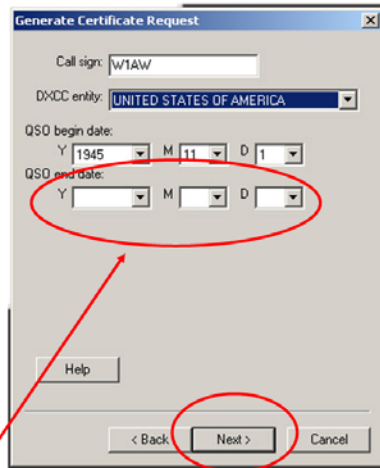 Generate Certificate Request
Call sign: W1AW
DXCC entity: UNITED STATES OF AMERICA
QSO begin date:
Y 1945 M 11 D 1
QSO end date:
Y M D
Help
< Back Next > Cancel